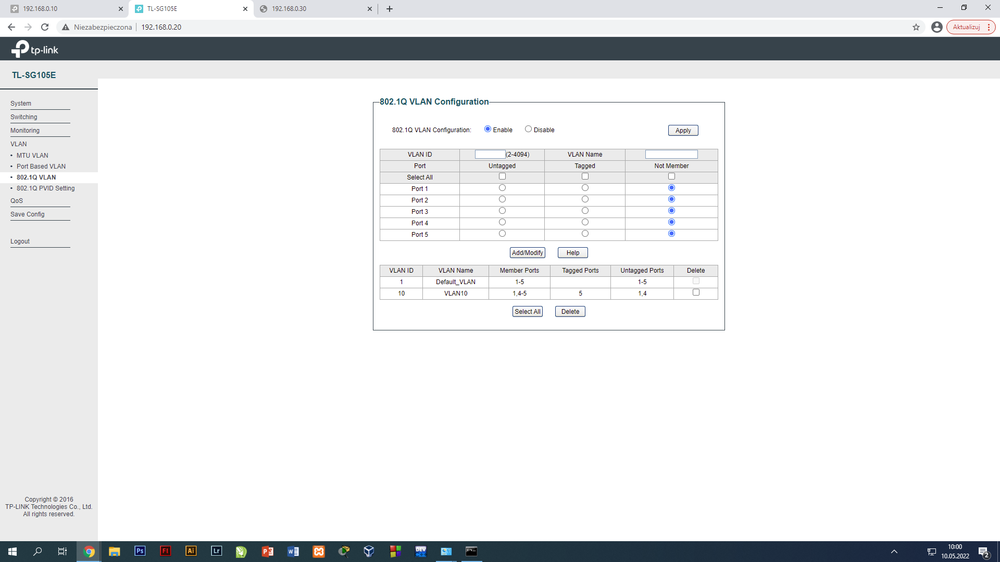 192.168.0.10
TL-SG105E
192.168.0.30
Niezabezpieczona
192.168.0.20
Aktualizuj
tp-link
TL-SG105E
System
Switching
Monitoring
VLAN
• MTU VLAN
• Port Based VLAN
• 802.1Q VLAN
• 802.1Q PVID Setting
QoS
Save Config
Logout
Copyright © 2016
TP-LINK Technologies Co., Ltd.
All rights reserved.
802.1Q VLAN Configuration
802.1Q VLAN Configuration: Enable Disable Apply
VLAN ID (2-4094) VLAN Name
Port Untagged Tagged Not Member
Select All
Port 1
Port 2
Port 3
Port 4
Port 5
Add/Modify Help
VLAN ID VLAN Name Member Ports Tagged Ports Untagged Ports Delete
1 Default_VLAN 1-5 1-5
10 VLAN10 1,4-5 5 1,4
Select All Delete
Ps Fl Ai Lr
DEV
C:\.
10:00
10.05.2022
2